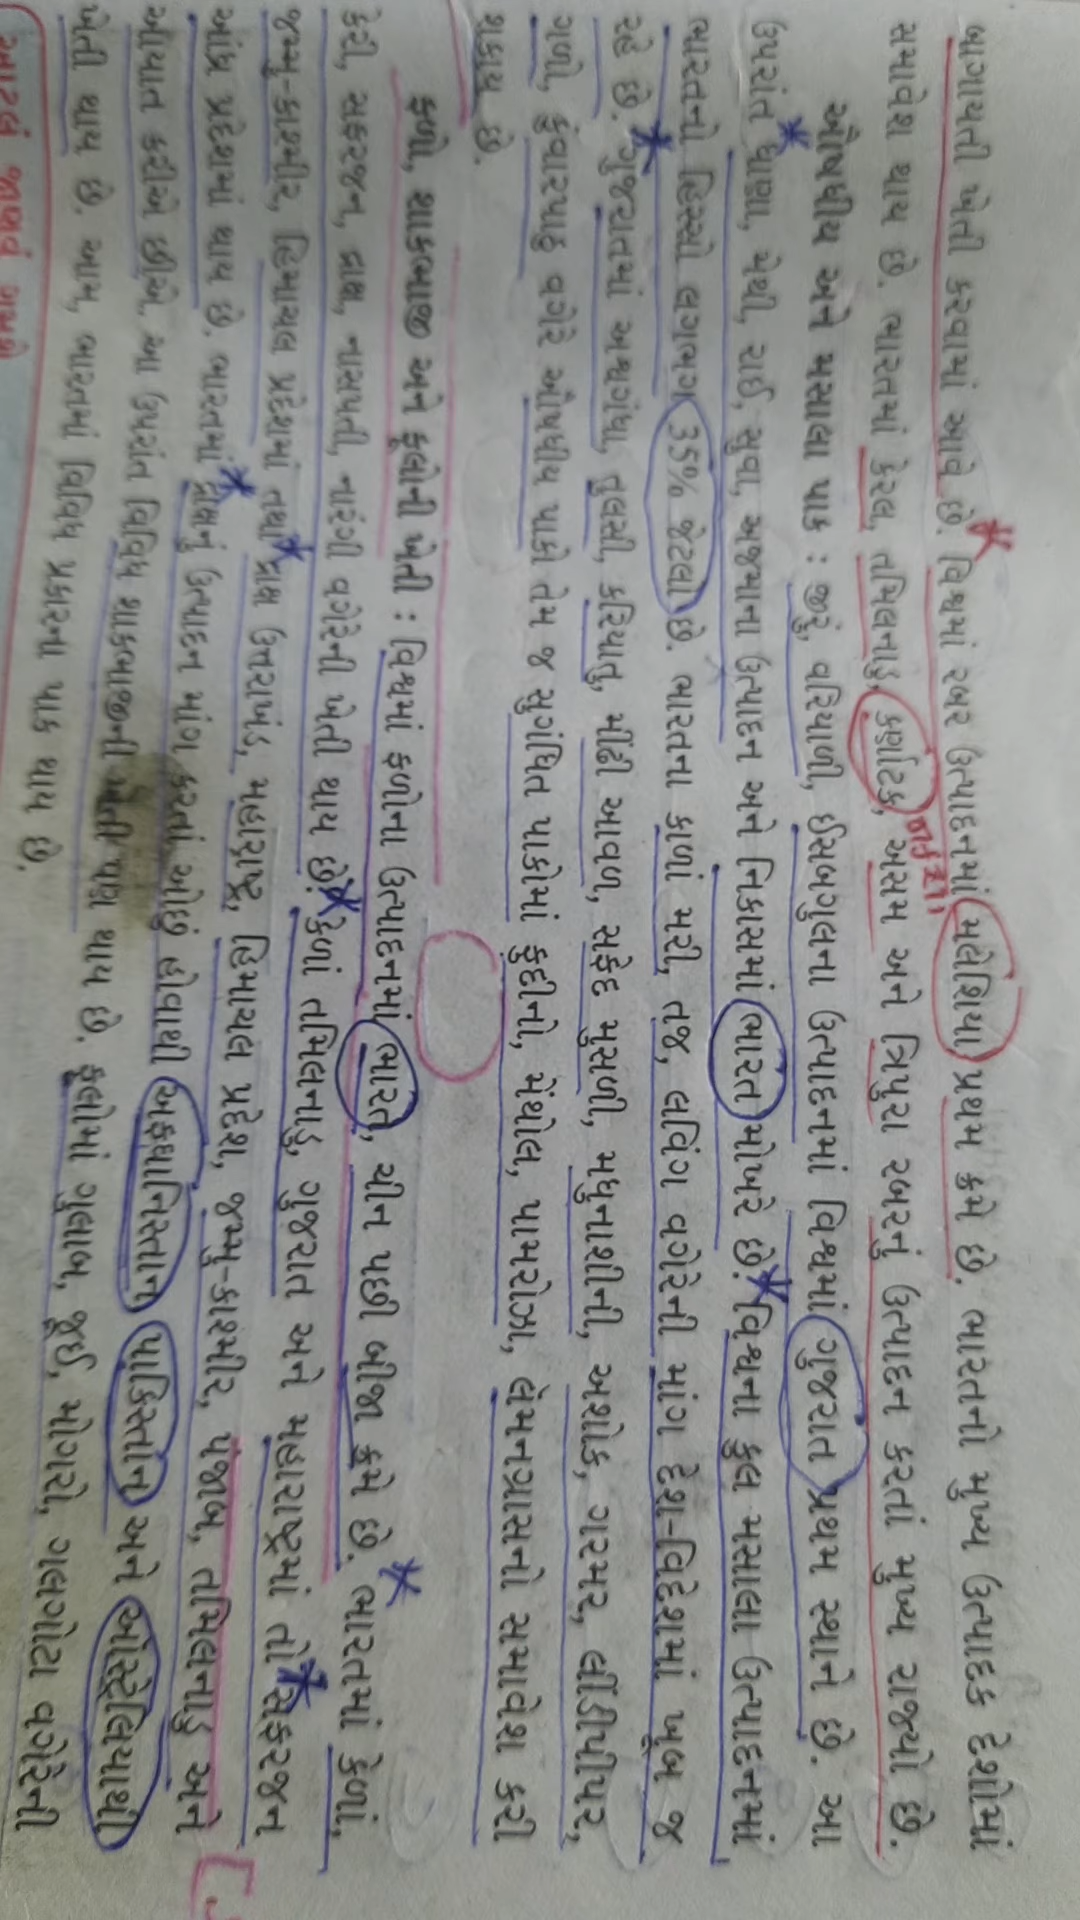 બાગાયતી ખેતી કરવામાં આવે છે. વિશ્વમાં રબર ઉત્પાદનમાં મલેશિયા પ્રથમ ક્રમે છે. ભારતનો મુખ્ય ઉત્પાદક દેશોમાં
સમાવેશ થાય છે. ભારતમાં કેરલ, તમિલનાડુ, કર્ણાટક, અસમ અને ત્રિપુરા રબરનું ઉત્પાદન કરતાં મુખ્ય રાજ્યો છે.
ઔષધીય અને મસાલા પાક : જીરું, વરિયાળી, ઈસબગુલના ઉત્પાદનમાં વિશ્વમાં ગુજરાત પ્રથમ સ્થાને છે. આ
ઉપરાંત ધાણા, મેથી, રાઈ, સુવા, અજમાના ઉત્પાદન અને નિકાસમાં ભારત મોખરે છે. વિશ્વના કુલ મસાલા ઉત્પાદનમાં
ભારતનો હિસ્સો લગભગ 35% જેટલો છે. ભારતના કાળાં મરી, તજ, લવિંગ વગેરેની માંગ દેશ-વિદેશમાં ખૂબ જ
રહે છે. ગુજરાતમાં અશ્વગંધા, તુલસી, કરિયાતુ, મીંઢી આવળ, સફેદ મુસળી, મધુનાશીની, અશોક, ગરમર, લીંડીપીપર,
ગળો, કુંવારપાઠુ વગેરે ઔષધીય પાકો તેમ જ સુગંધિત પાકોમાં ફુદીનો, મેંથોલ, પામરોઝા, લેમનગ્રાસનો સમાવેશ કરી
શકાય છે.
ફળો, શાકભાજી અને ફૂલોની ખેતી : વિશ્વમાં ફળોના ઉત્પાદનમાં ભારત, ચીન પછી બીજા ક્રમે છે. ભારતમાં કેળાં,
કેરી, સફરજન, દ્રાક્ષ, નાસપતી, નારંગી વગેરેની ખેતી થાય છે. કેળાં તમિલનાડુ, ગુજરાત અને મહારાષ્ટ્રમાં તો સફરજન
જમ્મુ-કાશ્મીર, હિમાચલ પ્રદેશમાં તથા દ્રાક્ષ ઉત્તરાખંડ, મહારાષ્ટ્ર, હિમાચલ પ્રદેશ, જમ્મુ-કાશ્મીર, પંજાબ, તમિલનાડુ અને
આંધ્ર પ્રદેશમાં થાય છે. ભારતમાં દ્રાક્ષનું ઉત્પાદન માંગ કરતાં ઓછું હોવાથી અફઘાનિસ્તાન, પાકિસ્તાન અને ઓસ્ટ્રેલિયાથી
આયાત કરીએ છીએ. આ ઉપરાંત વિવિધ શાકભાજીની ખેતી પણ થાય છે. ફૂલોમાં ગુલાબ, જૂઈ, મોગરો, ગલગોટા વગેરેની
ખેતી થાય છે. આમ, ભારતમાં વિવિધ પ્રકારના પાક થાય છે.
આટલું જાણવું ગમશે